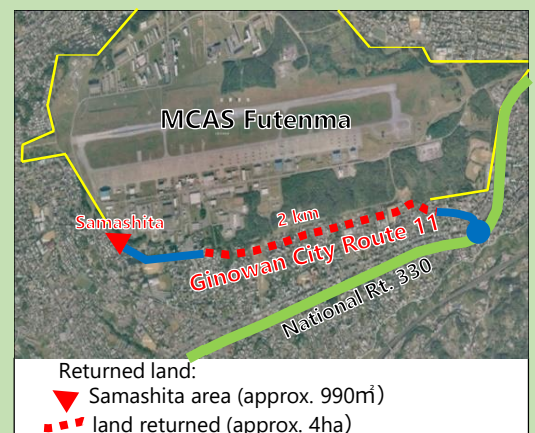 MCAS Futenma
Samashita
2 km
Ginowan City Route 11
National Rt. 330
Returned land:
Samashita area (approx. 990㎡)
land returned (approx. 4ha)